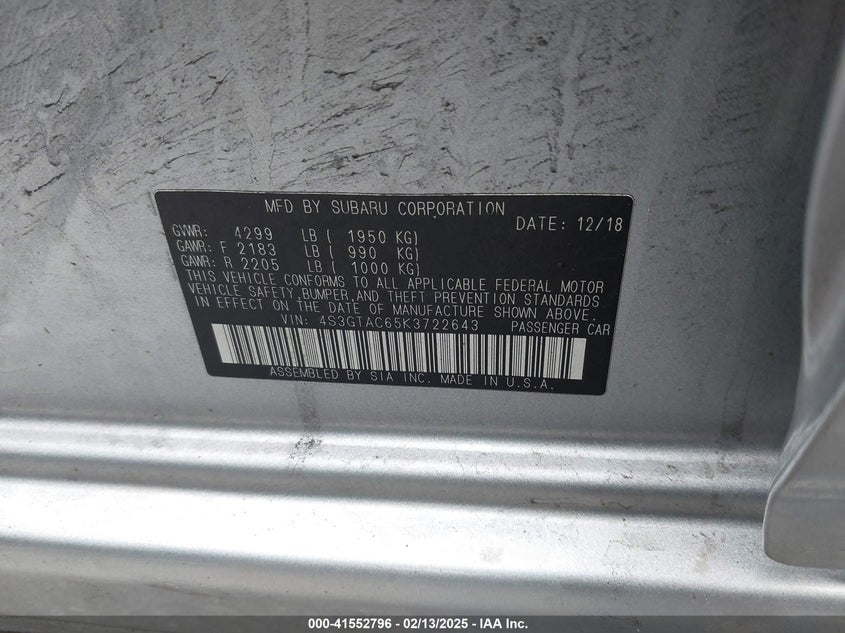 MFD BY SUBARU CORPORATION DATE: 12/18
GVWR: 4299 LB ( 1950 KG)
GAWR: F 2183 LB ( 990 KG)
GAWR: R 2205 LB ( 1000 KG)
THIS VEHICLE CONFORMS TO ALL APPLICABLE FEDERAL MOTOR
VEHICLE SAFETY,BUMPER,AND THEFT PREVENTION STANDARDS
IN EFFECT ON THE DATE OF MANUFACTURE SHOWN ABOVE.
VIN: 4S3GTAC65K3722643 PASSENGER CAR
ASSEMBLED BY SIA INC. MADE IN U.S.A.
000-41552796 - 02/13/2025 - IAA Inc.